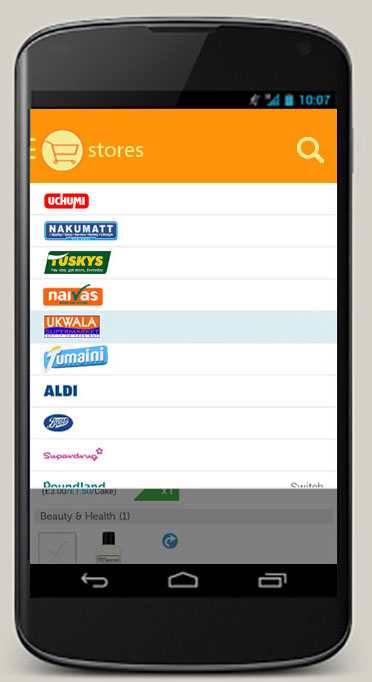 10:07
stores
UCHUMI
NAKUMATT
TUSKYS
Pay less, get more, Everyday
naivas
UKWALA
SUPERMARKET
Tumaini
ALDI
Boots
Superdrug
Poundland Switch
(£3.00/£1.50/Cake) X 1
Beauty & Health (1)